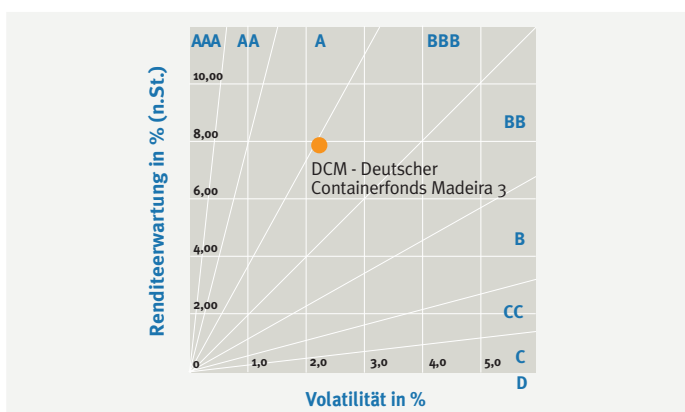 AAA AA A BBB
10,00
BB
8,00
DCM - Deutscher
Containerfonds Madeira 3
6,00
B
4,00
2,00
CC
0 1,0 2,0 3,0 4,0 5,0 C
D
Volatilität in %
Renditeerwartung in % (n.St.)